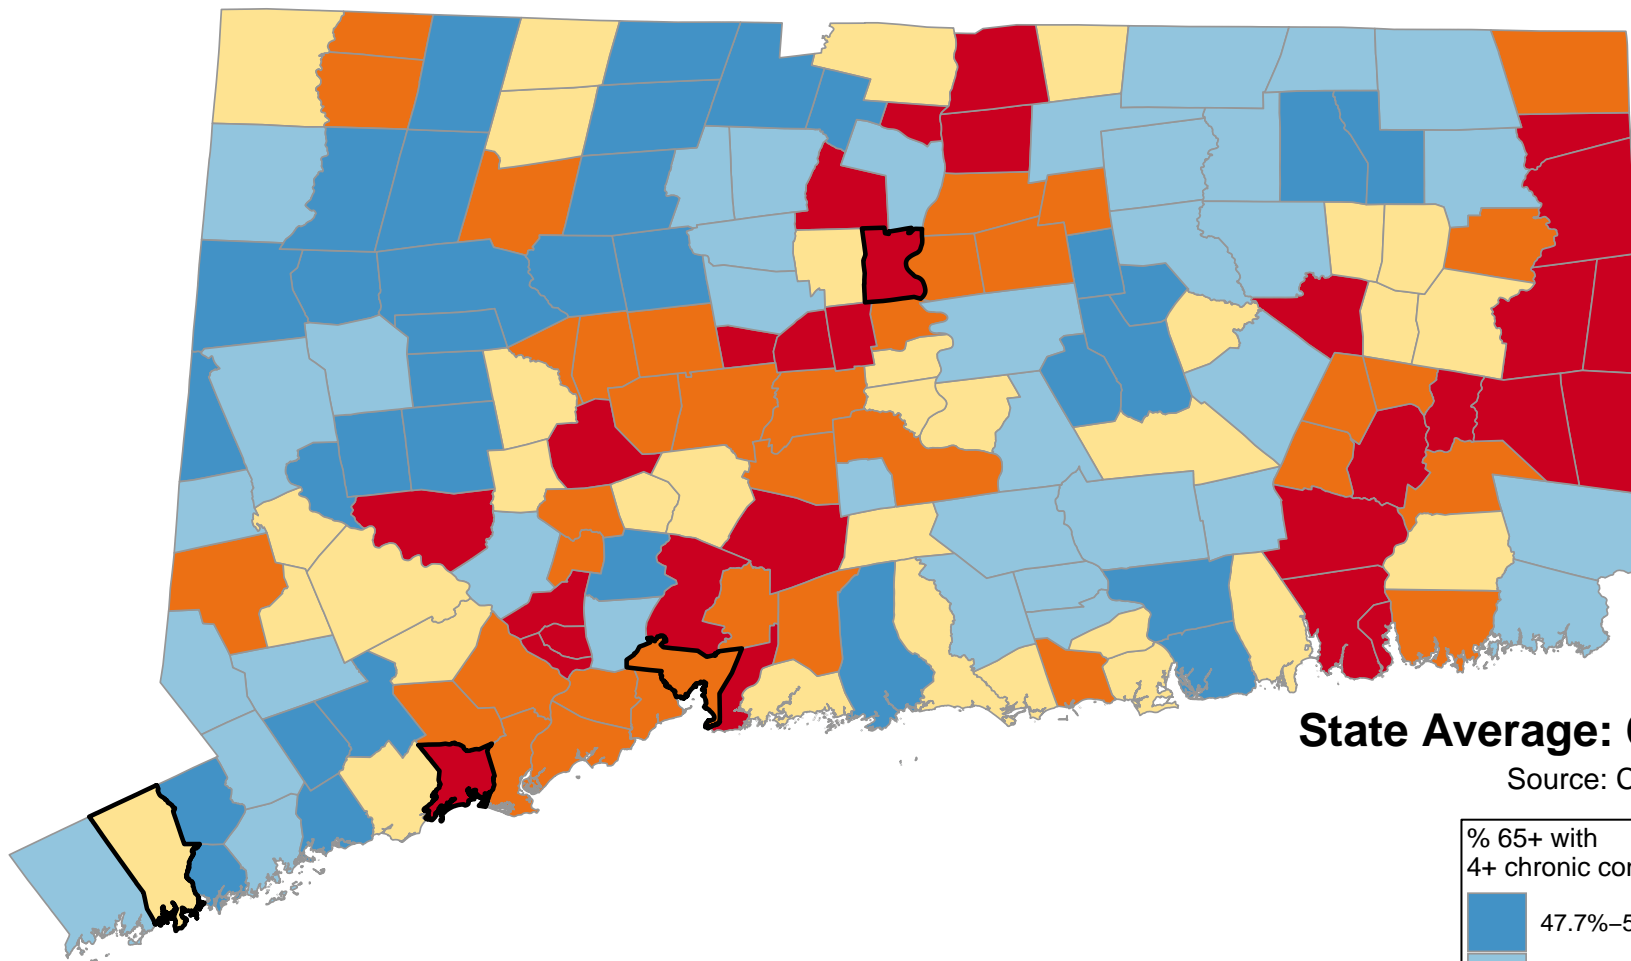 State Average:
Source:
% 65+ with
4+ chronic
47.7%–5